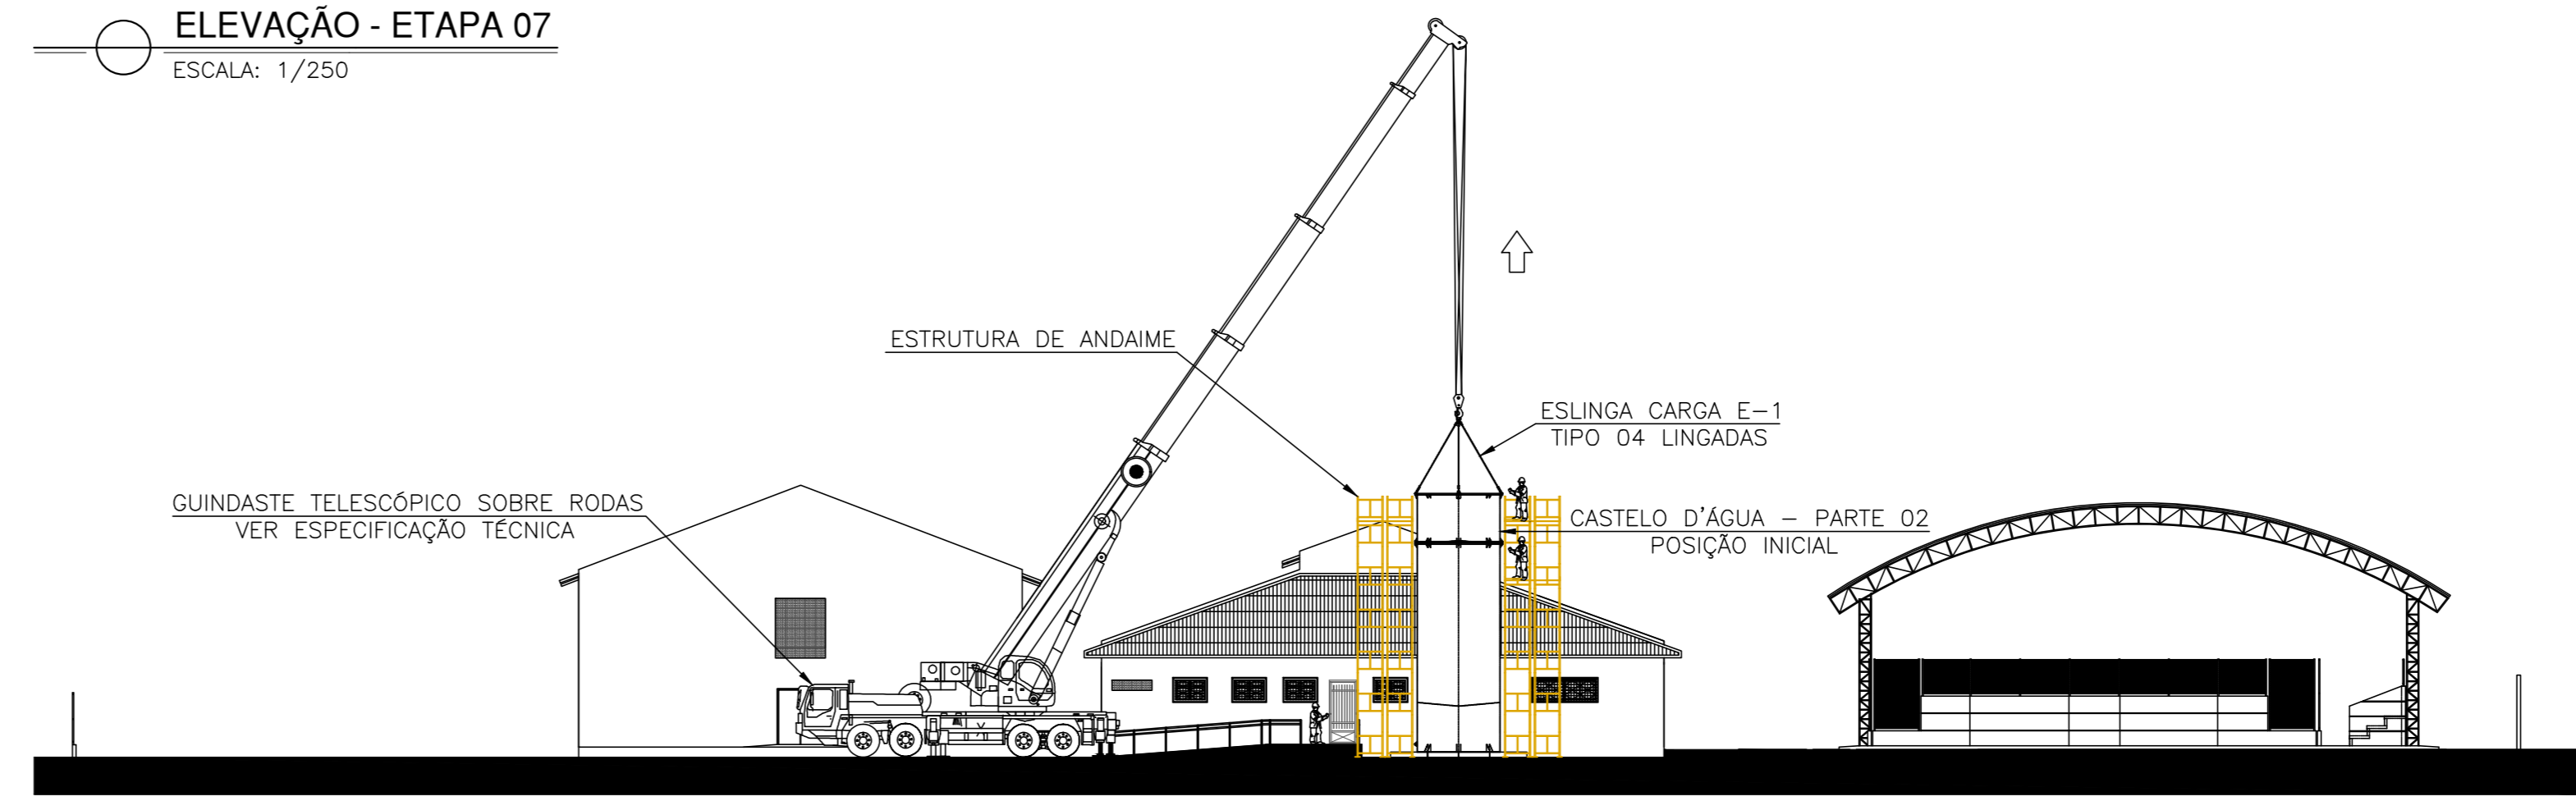 ELEVAÇÃO - ETAPA 07
ESCALA: 1/250
ESTRUTURA DE ANDAIME
ESLINGA CARGA E-1
TIPO 04 LINGADAS
GUINDASTE TELESCÓPICO SOBRE RODAS
VER ESPECIFICAÇÃO TÉCNICA
CASTELO D'ÁGUA - PARTE 02
POSIÇÃO INICIAL